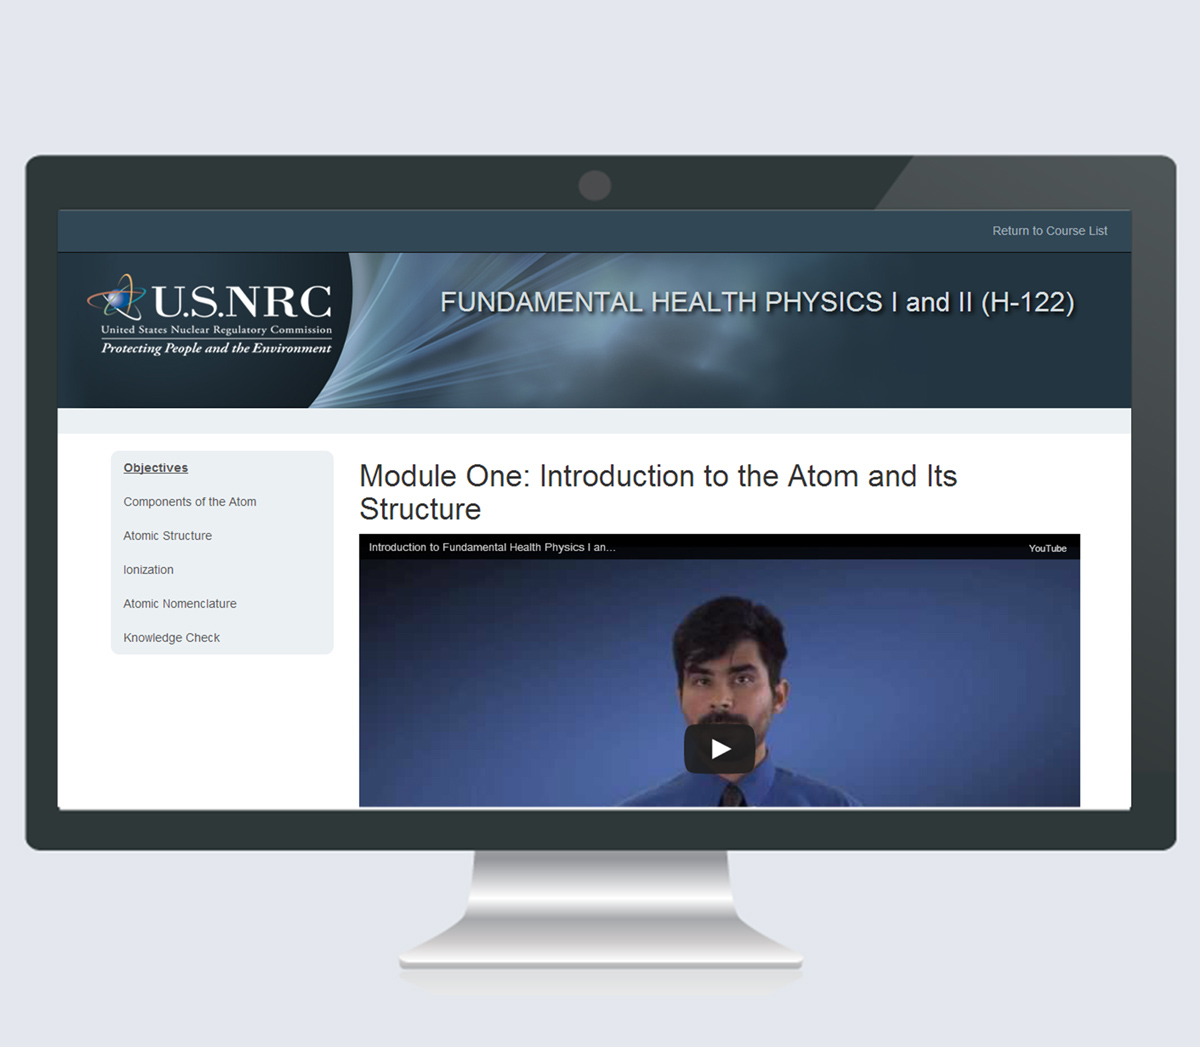 Return to Course List
U.S.NRC
United States Nuclear Regulatory Commission
Protecting People and the Environment
FUNDAMENTAL HEALTH PHYSICS I and II (H-122)
Objectives
Components of the Atom
Atomic Structure
Ionization
Atomic Nomenclature
Knowledge Check
Module One: Introduction to the Atom and Its
Structure
Introduction to Fundamental Health Physics I an...
YouTube